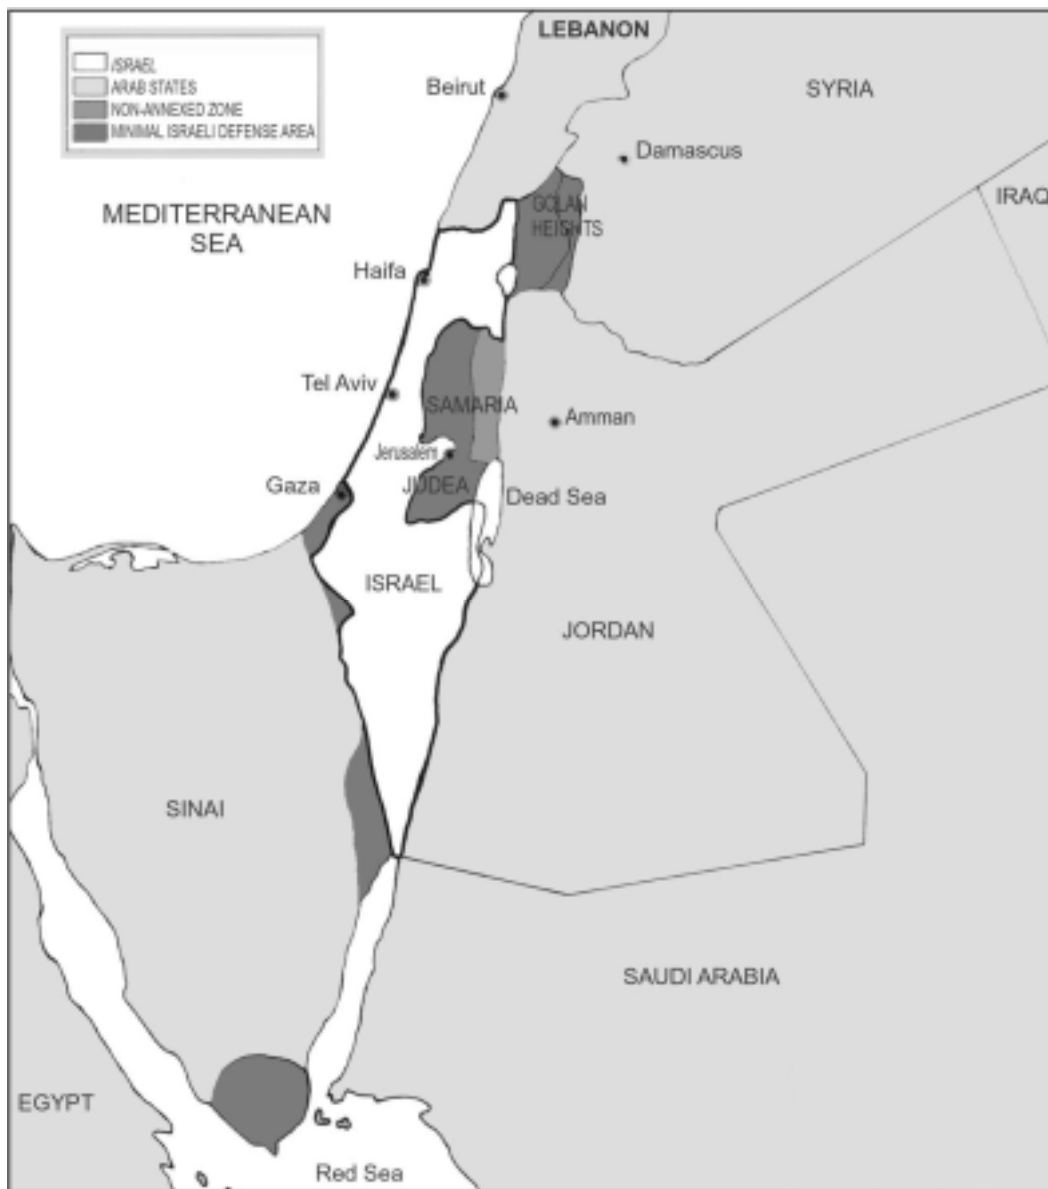 ISRAEL
ARAB STATES
NON-ANNEXED ZONE
MINIMAL ISRAELI DEFENSE AREA
LEBANON
Beirut
SYRIA
Damascus
MEDITERRANEAN
SEA
GOLAN
HEIGHTS
IRAQ
Haifa
Tel Aviv
SAMARIA
Amman
Jerusalem
Gaza
JUDEA
Dead Sea
ISRAEL
JORDAN
SINAI
SAUDI ARABIA
EGYPT
Red Sea